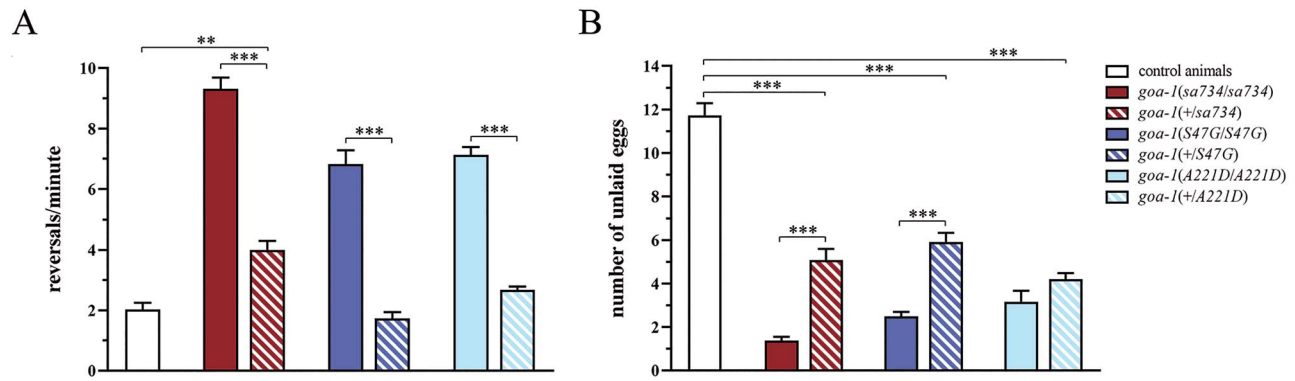 A
**
***
***
***
reversals/minute
10
8
6
4
2
0
B
***
***
***
***
***
number of unlaid eggs
14
12
10
8
6
4
2
0
control animals
goa-1(sa734/sa734)
goa-1(+/sa734)
goa-1(S47G/S47G)
goa-1(+/S47G)
goa-1(A221D/A221D)
goa-1(+/A221D)